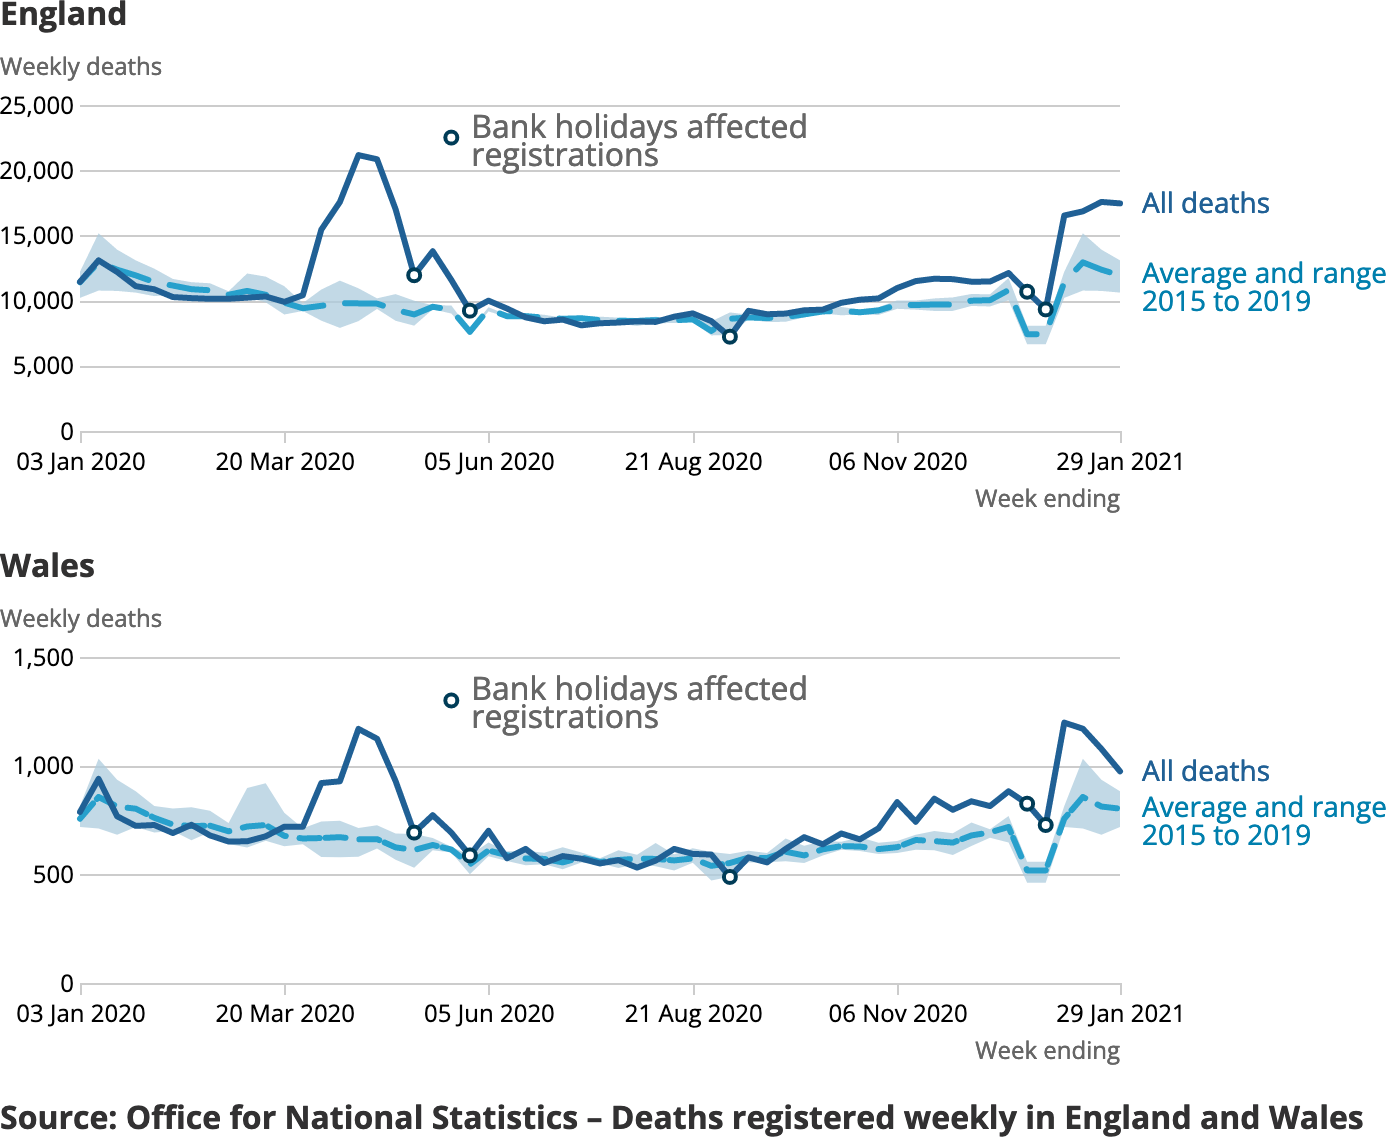 England
Weekly deaths
25,000
Bank holidays affected
registrations
20,000
All deaths
15,000
Average and range
2015 to 2019
10,000
5,000
0
03 Jan 2020
20 Mar 2020
05 Jun 2020
21 Aug 2020
06 Nov 2020
29 Jan 2021
Week ending
Wales
Weekly deaths
1,500
Bank holidays affected
registrations
1,000
All deaths
Average and range
2015 to 2019
500
0
03 Jan 2020
20 Mar 2020
05 Jun 2020
21 Aug 2020
06 Nov 2020
29 Jan 2021
Week ending
Source: Office for National Statistics – Deaths registered weekly in England and Wales